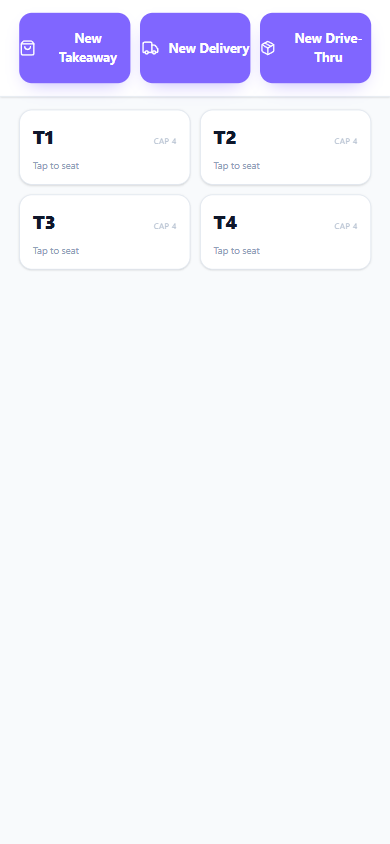 New
Takeaway
New Delivery
New Drive-
Thru
T1
CAP 4
Tap to seat
T2
CAP 4
Tap to seat
T3
CAP 4
Tap to seat
T4
CAP 4
Tap to seat